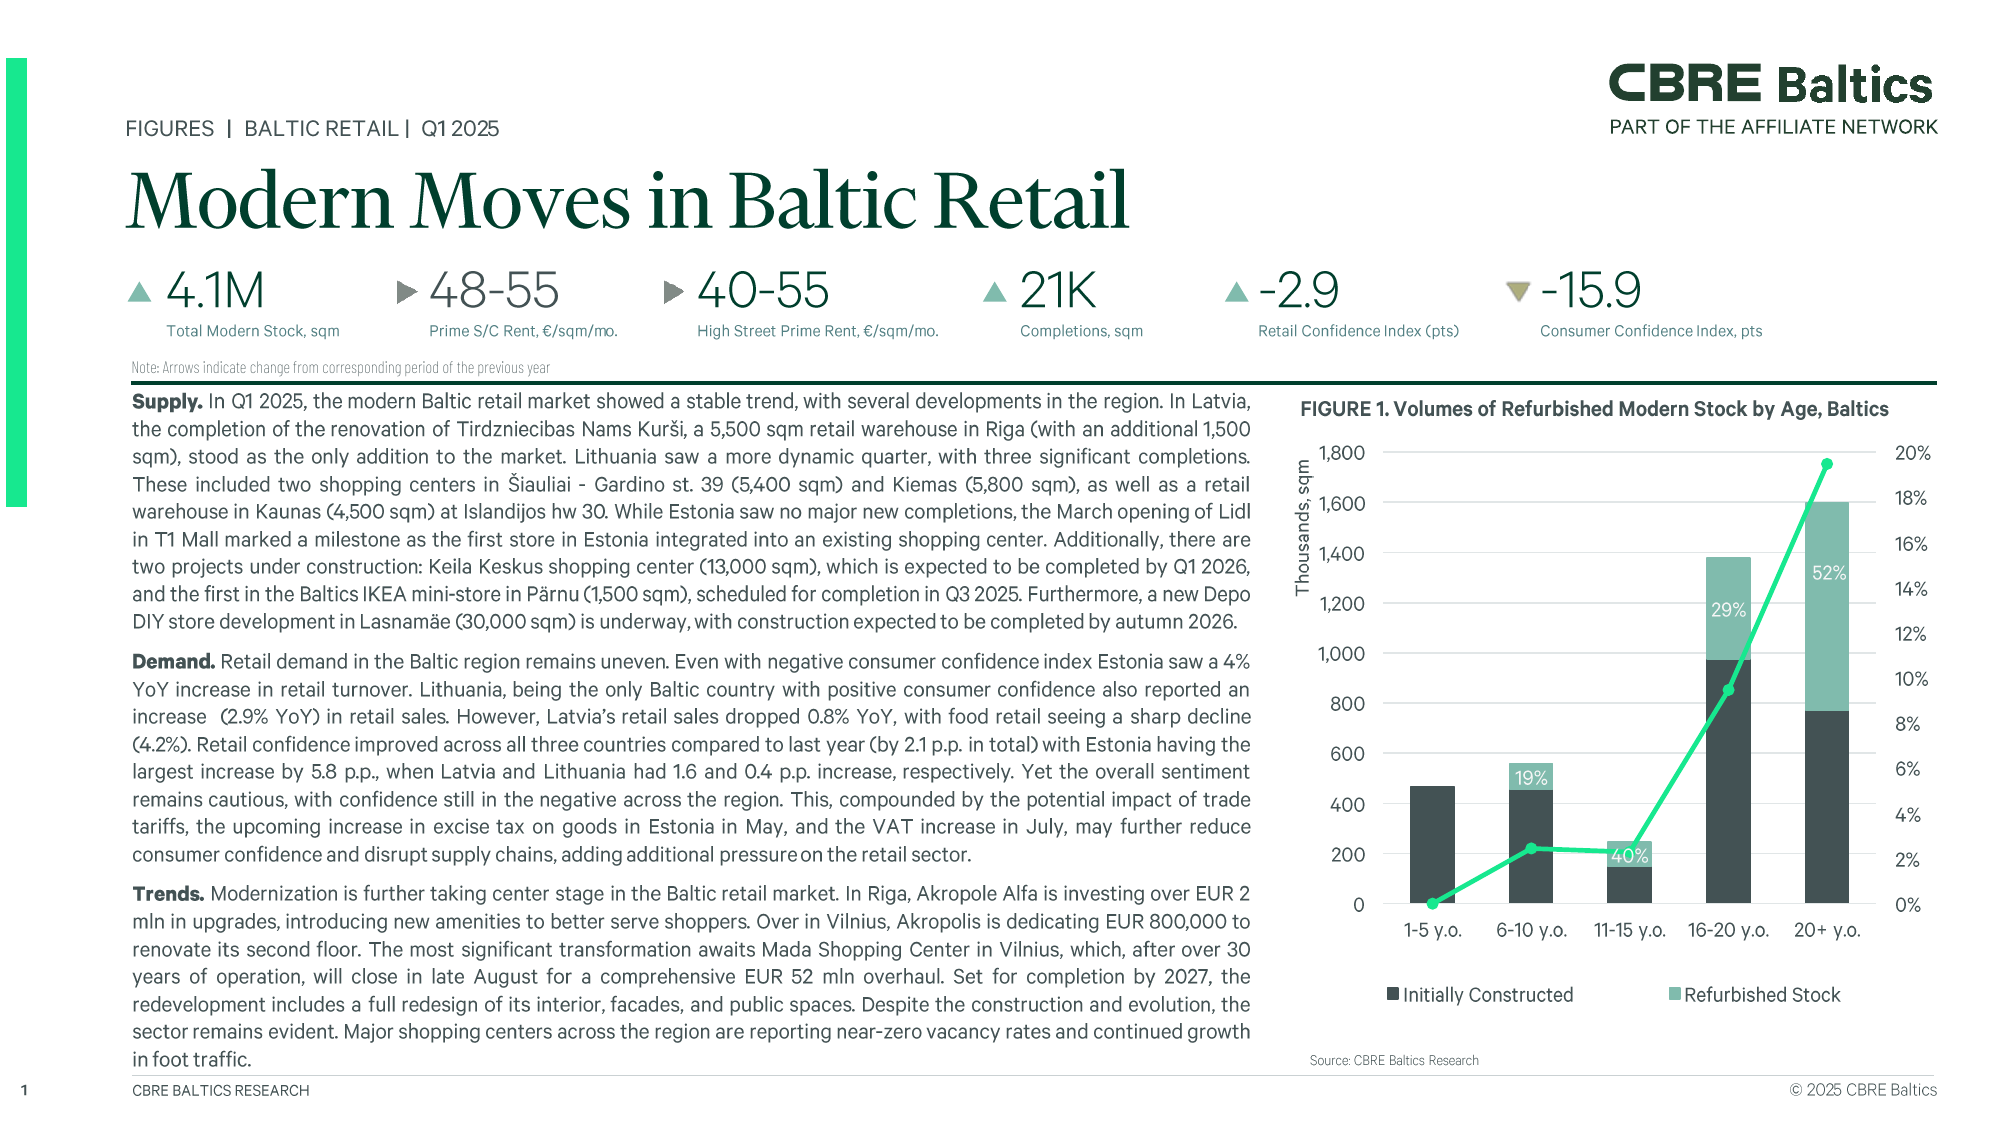 CBRE Baltics
PART OF THE AFFILIATE NETWORK
FIGURES | BALTIC RETAIL | Q1 2025
Modern Moves in Baltic Retail
4.1M
Total Modern Stock, sqm
48-55
Prime S/C Rent, €/sqm/mo.
40-55
High Street Prime Rent, €/sqm/mo.
21K
Completions, sqm
-2.9
Retail Confidence Index (pts)
-15.9
Consumer Confidence Index, pts
Note: Arrows indicate change from corresponding period of the previous year
Supply. In Q1 2025, the modern Baltic retail market showed a stable trend, with several developments in the region. In Latvia,
the completion of the renovation of Tirdzniecibas Nams Kurši, a 5,500 sqm retail warehouse in Riga (with an additional 1,500
sqm), stood as the only addition to the market. Lithuania saw a more dynamic quarter, with three significant completions.
These included two shopping centers in Šiauliai - Gardino st. 39 (5,400 sqm) and Kiemas (5,800 sqm), as well as a retail
warehouse in Kaunas (4,500 sqm) at Islandijos hw 30. While Estonia saw no major new completions, the March opening of Lidl
in T1 Mall marked a milestone as the first store in Estonia integrated into an existing shopping center. Additionally, there are
two projects under construction: Keila Keskus shopping center (13,000 sqm), which is expected to be completed by Q1 2026,
and the first in the Baltics IKEA mini-store in Pärnu (1,500 sqm), scheduled for completion in Q3 2025. Furthermore, a new Depo
DIY store development in Lasnamäe (30,000 sqm) is underway, with construction expected to be completed by autumn 2026.
Demand. Retail demand in the Baltic region remains uneven. Even with negative consumer confidence index Estonia saw a 4%
YoY increase in retail turnover. Lithuania, being the only Baltic country with positive consumer confidence also reported an
increase (2.9% YoY) in retail sales. However, Latvia's retail sales dropped 0.8% YoY, with food retail seeing a sharp decline
(4.2%). Retail confidence improved across all three countries compared to last year (by 2.1 p.p. in total) with Estonia having the
largest increase by 5.8 p.p., when Latvia and Lithuania had 1.6 and 0.4 p.p. increase, respectively. Yet the overall sentiment
remains cautious, with confidence still in the negative across the region. This, compounded by the potential impact of trade
tariffs, the upcoming increase in excise tax on goods in Estonia in May, and the VAT increase in July, may further reduce
consumer confidence and disrupt supply chains, adding additional pressure on the retail sector.
Trends. Modernization is further taking center stage in the Baltic retail market. In Riga, Akropole Alfa is investing over EUR 2
mln in upgrades, introducing new amenities to better serve shoppers. Over in Vilnius, Akropolis is dedicating EUR 800,000 to
renovate its second floor. The most significant transformation awaits Mada Shopping Center in Vilnius, which, after over 30
years of operation, will close in late August for a comprehensive EUR 52 mln overhaul. Set for completion by 2027, the
redevelopment includes a full redesign of its interior, facades, and public spaces. Despite the construction and evolution, the
sector remains evident. Major shopping centers across the region are reporting near-zero vacancy rates and continued growth
in foot traffic.
FIGURE 1. Volumes of Refurbished Modern Stock by Age, Baltics
Thousands, sqm
1,800
1,600
1,400
1,200
1,000
800
600
400
200
0
20%
18%
16%
14%
12%
10%
8%
6%
4%
2%
0%
19%
40%
29%
52%
1-5 y.o. 6-10 y.o. 11-15 y.o. 16-20 y.o. 20+ y.o.
Initially Constructed Refurbished Stock
Source: CBRE Baltics Research
1
CBRE BALTICS RESEARCH
© 2025 CBRE Baltics